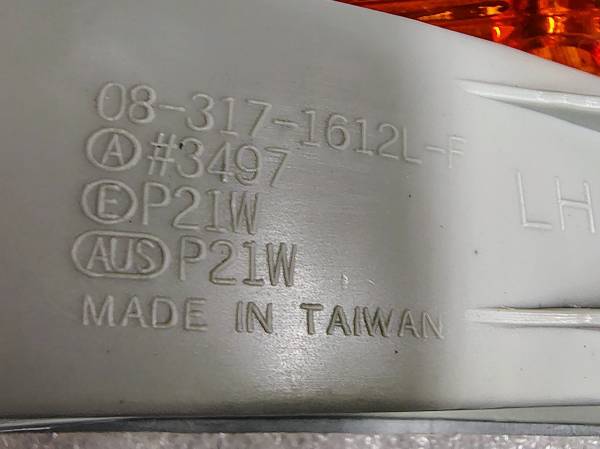 08-317-1612L-F
Ⓐ#3497
ⒺP21W
AUS P21W
MADE IN TAIWAN
LH